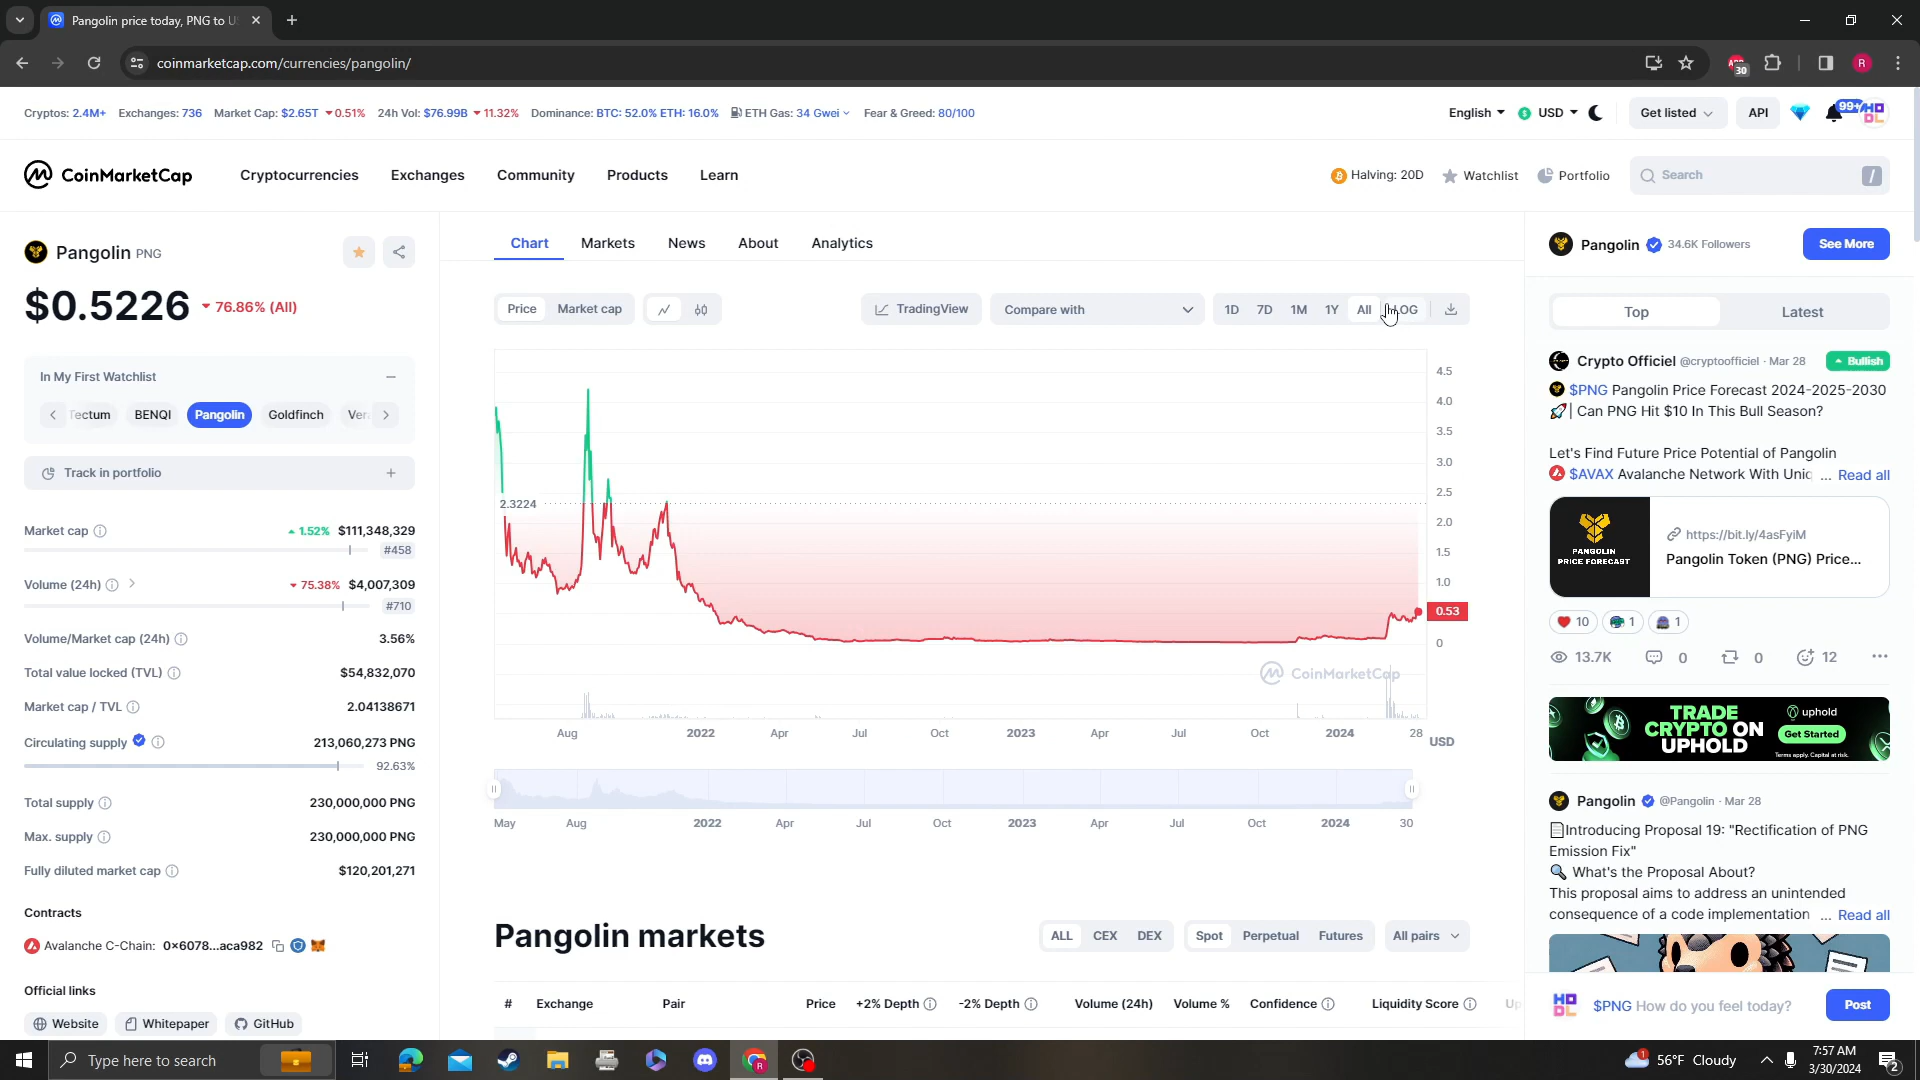 Pangolin price today, PNG to US
coinmarketcap.com/currencies/pangolin/
30
R
Cryptos: 2.4M+ Exchanges: 736 Market Cap: $2.65T 0.51% 24h Vol: $76.99B 11.32% Dominance: BTC: 52.0% ETH: 16.0% ETH Gas: 34 Gwei Fear & Greed: 80/100
English USD Get listed API 99+
CoinMarketCap Cryptocurrencies Exchanges Community Products Learn
Halving: 20D Watchlist Portfolio Search /
Pangolin PNG
$0.5226 76.86% (All)
In My First Watchlist
Tectum BENQI Pangolin Goldfinch Ver
Track in portfolio +
Market cap 1.52% $111,348,329
#458
Volume (24h) 75.38% $4,007,309
#710
Volume/Market cap (24h) 3.56%
Total value locked (TVL) $54,832,070
Market cap / TVL 2.04138671
Circulating supply 213,060,273 PNG
92.63%
Total supply 230,000,000 PNG
Max. supply 230,000,000 PNG
Fully diluted market cap $120,201,271
Contracts
Avalanche C-Chain: 0x6078...aca982
Official links
Website Whitepaper GitHub
Chart Markets News About Analytics
Price Market cap TradingView Compare with 1D 7D 1M 1Y All LOG
4.5
4.0
3.5
3.0
2.5
2.3224
2.0
1.5
1.0
0.53
0
CoinMarketCap
Aug 2022 Apr Jul Oct 2023 Apr Jul Oct 2024 28
USD
May Aug 2022 Apr Jul Oct 2023 Apr Jul Oct 2024 30
Pangolin markets
ALL CEX DEX Spot Perpetual Futures All pairs
# Exchange Pair Price +2% Depth -2% Depth Volume (24h) Volume % Confidence Liquidity Score Up
Pangolin 34.6K Followers See More
Top Latest
Crypto Officiel @cryptoofficiel · Mar 28 Bullish
$PNG Pangolin Price Forecast 2024-2025-2030
| Can PNG Hit $10 In This Bull Season?
Let's Find Future Price Potential of Pangolin
$AVAX Avalanche Network With Uniq ... Read all
PANGOLIN
PRICE FORECAST
https://bit.ly/4asFyiM
Pangolin Token (PNG) Price...
10 1 1
13.7K 0 0 12
TRADE
CRYPTO ON
UPHOLD
uphold
Get Started
Terms apply. Capital at risk.
Pangolin @Pangolin · Mar 28
Introducing Proposal 19: "Rectification of PNG
Emission Fix"
What's the Proposal About?
This proposal aims to address an unintended
consequence of a code implementation ... Read all
HODL $PNG How do you feel today? Post
Type here to search
R
1 56°F Cloudy
7:57 AM
3/30/2024
2